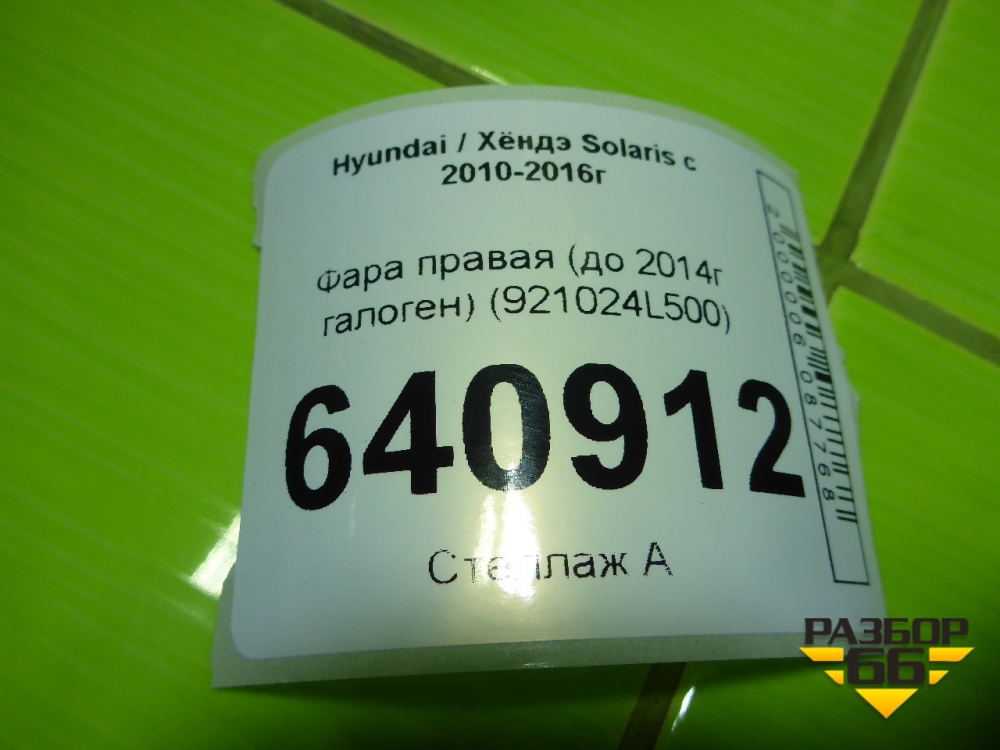 Hyundai / Хёндэ Solaris с
2010-2016г
Фара правая (до 2014г
галоген) (921024L500)
640912
Стеллаж А
2000006087768
РАЗБОР
66